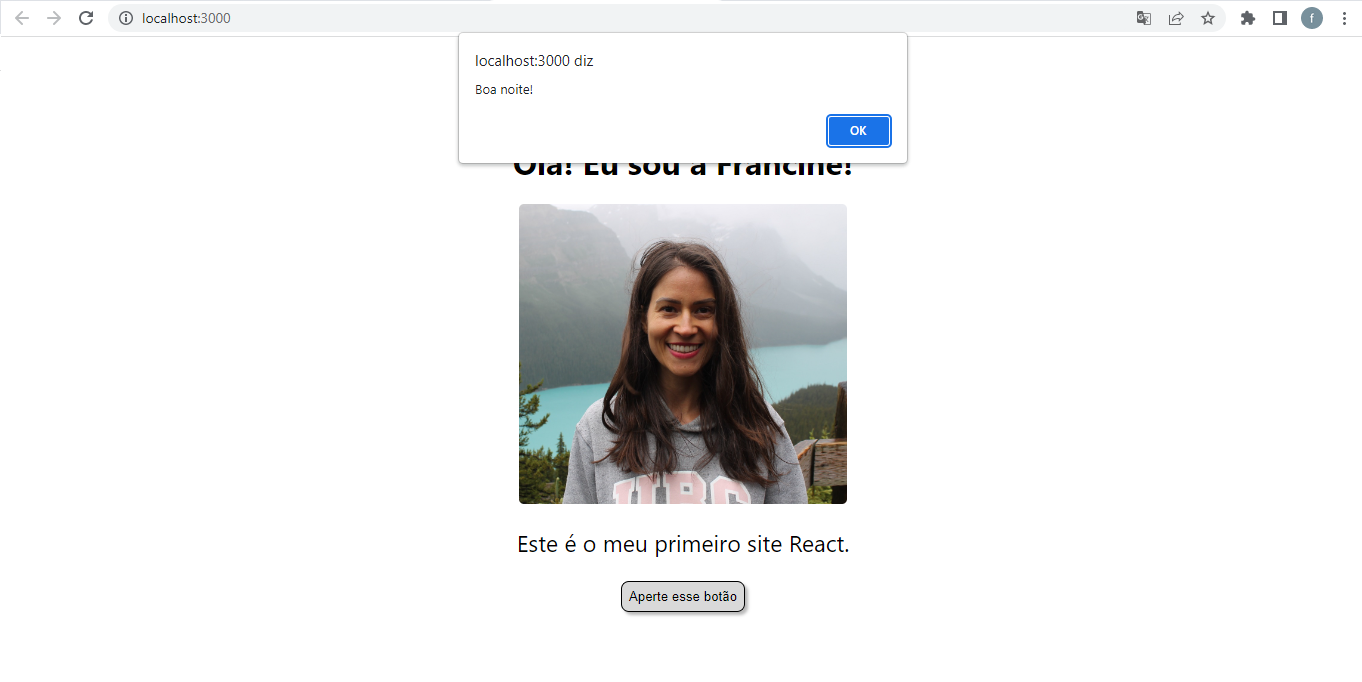 localhost:3000
f
localhost:3000 diz
Boa noite!
OK
Olá! Eu sou a Francine!
UBC
Este é o meu primeiro site React.
Aperte esse botão